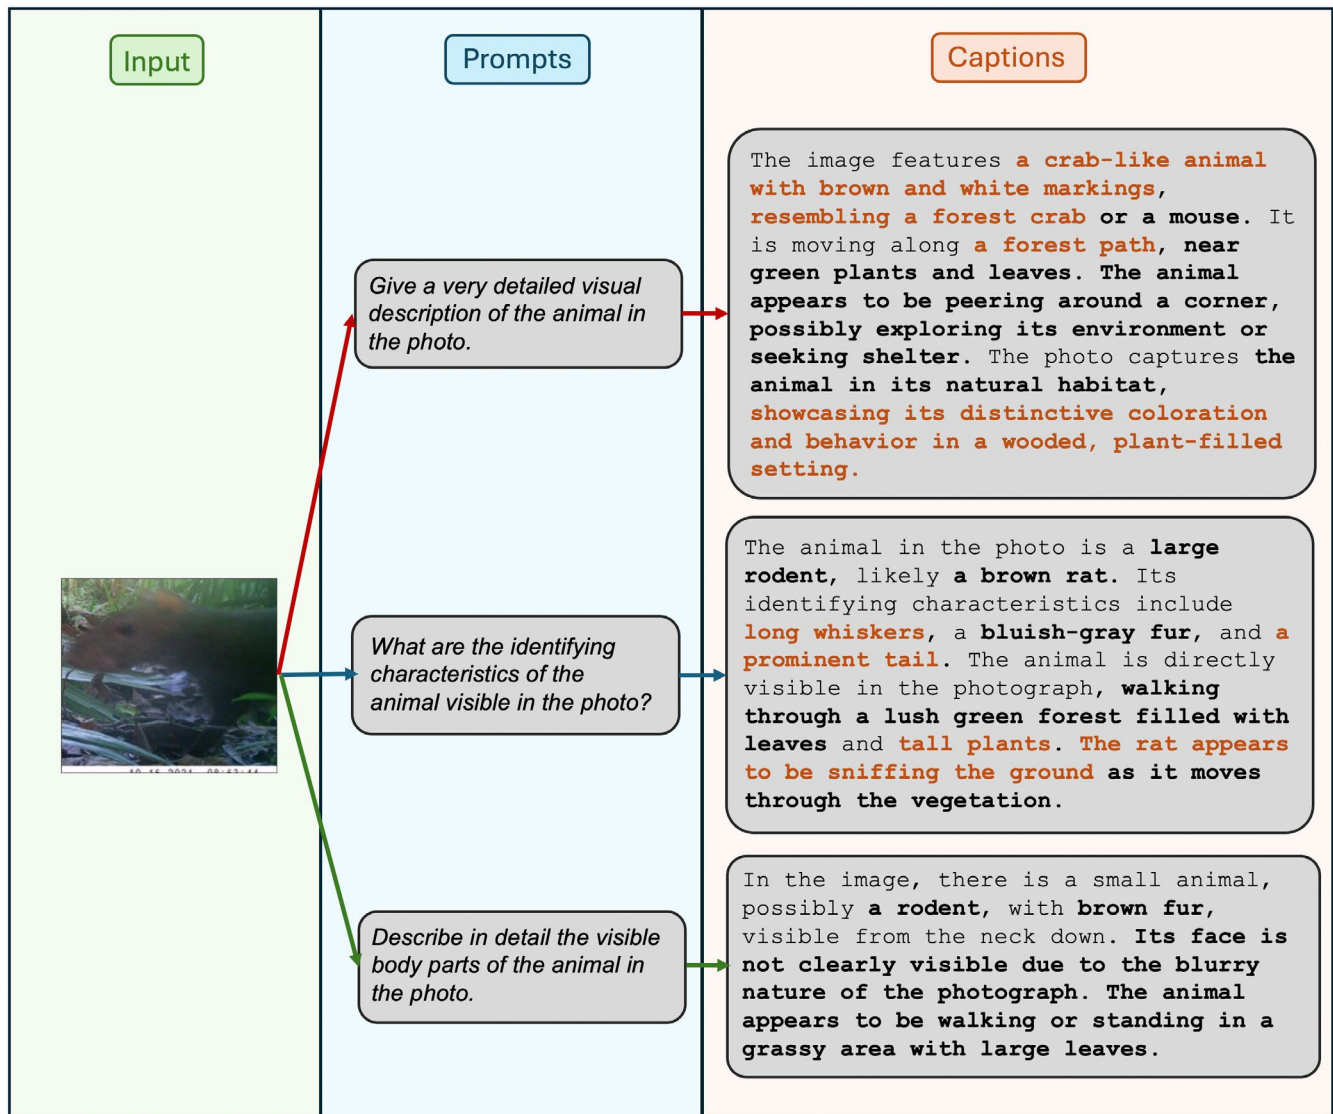 Input
Prompts
Captions
Give a very detailed visual
description of the animal in
the photo.
The image features a crab-like animal
with brown and white markings,
resembling a forest crab or a mouse. It
is moving along a forest path, near
green plants and leaves. The animal
appears to be peering around a corner,
possibly exploring its environment or
seeking shelter. The photo captures the
animal in its natural habitat,
showcasing its distinctive coloration
and behavior in a wooded, plant-filled
setting.
What are the identifying
characteristics of the
animal visible in the photo?
The animal in the photo is a large
rodent, likely a brown rat. Its
identifying characteristics include
long whiskers, a bluish-gray fur, and a
prominent tail. The animal is directly
visible in the photograph, walking
through a lush green forest filled with
leaves and tall plants. The rat appears
to be sniffing the ground as it moves
through the vegetation.
Describe in detail the visible
body parts of the animal in
the photo.
In the image, there is a small animal,
possibly a rodent, with brown fur,
visible from the neck down. Its face is
not clearly visible due to the blurry
nature of the photograph. The animal
appears to be walking or standing in a
grassy area with large leaves.